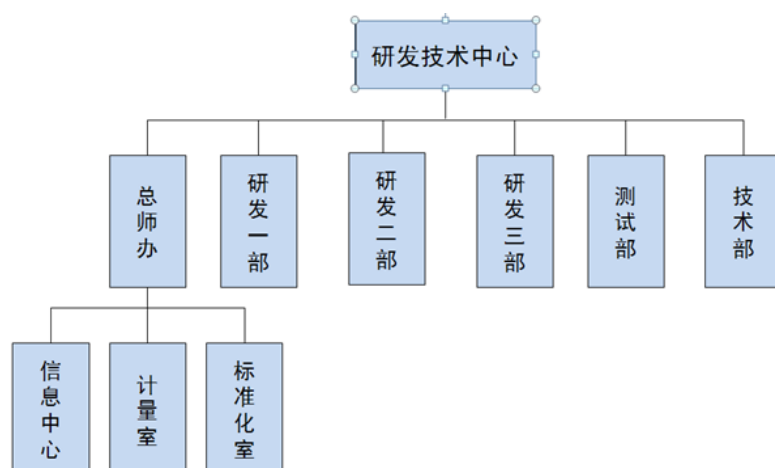 研发技术中心
总师办
研发一部
研发二部
研发三部
测试部
技术部
信息中心
计量室
标准化室